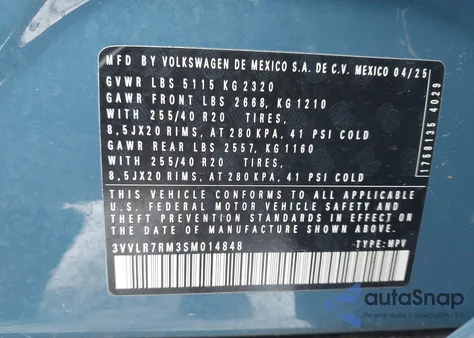 MFD BY VOLKSWAGEN DE MEXICO S.A. DE C.V. MEXICO 04/25
GVWR LBS 5115 KG 2320
GAWR FRONT LBS 2668, KG 1210
WITH 255/40 R20 TIRES,
8,5JX20 RIMS, AT 280 KPA, 41 PSI COLD
GAWR REAR LBS 2557, KG 1160
WITH 255/40 R20 TIRES,
8,5JX20 RIMS, AT 280 KPA, 41 PSI COLD
THIS VEHICLE CONFORMS TO ALL APPLICABLE
U.S. FEDERAL MOTOR VEHICLE SAFETY AND
THEFT PREVENTION STANDARDS IN EFFECT ON THE
DATE OF MANUFACTURE SHOWN ABOVE
3VVLR7RM3SM014848 TYPE: MPV
1758135 4029
autoSnap